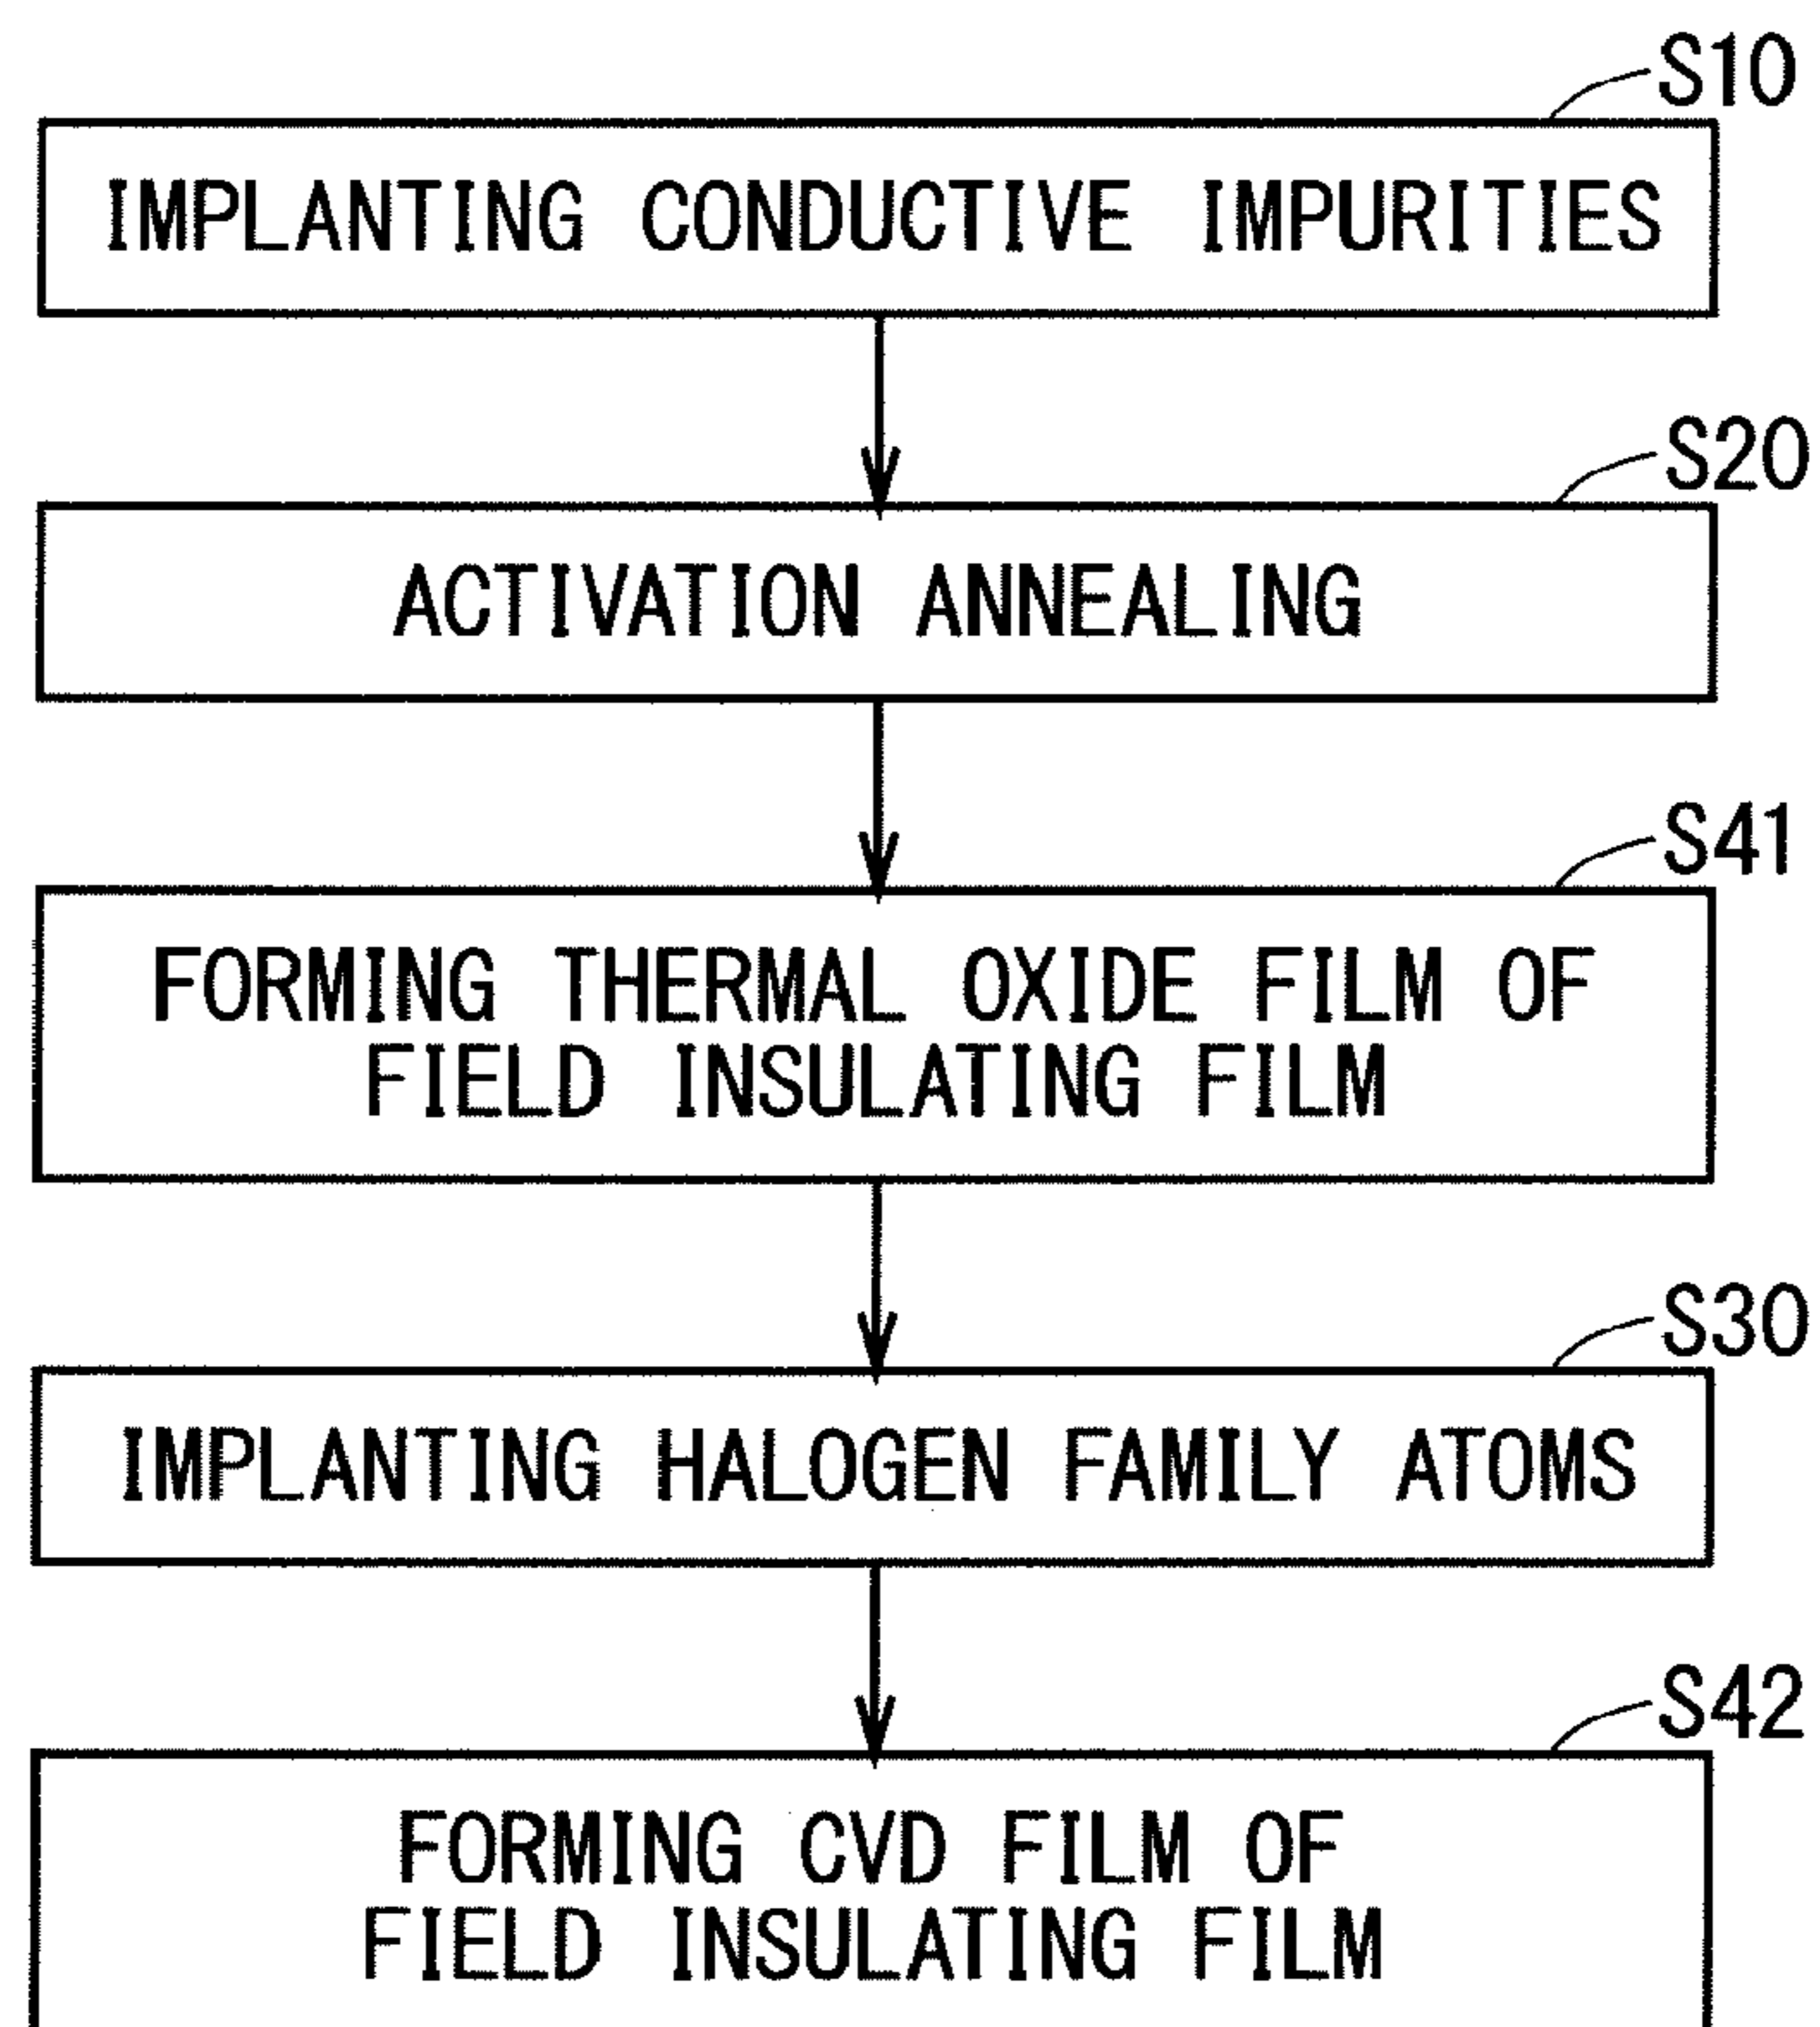 S10
IMPLANTING CONDUCTIVE IMPURITIES
S20
ACTIVATION ANNEALING
S41
FORMING THERMAL OXIDE FILM OF
FIELD INSULATING FILM
S30
IMPLANTING HALOGEN FAMILY ATOMS
S42
FORMING CVD FILM OF
FIELD INSULATING FILM